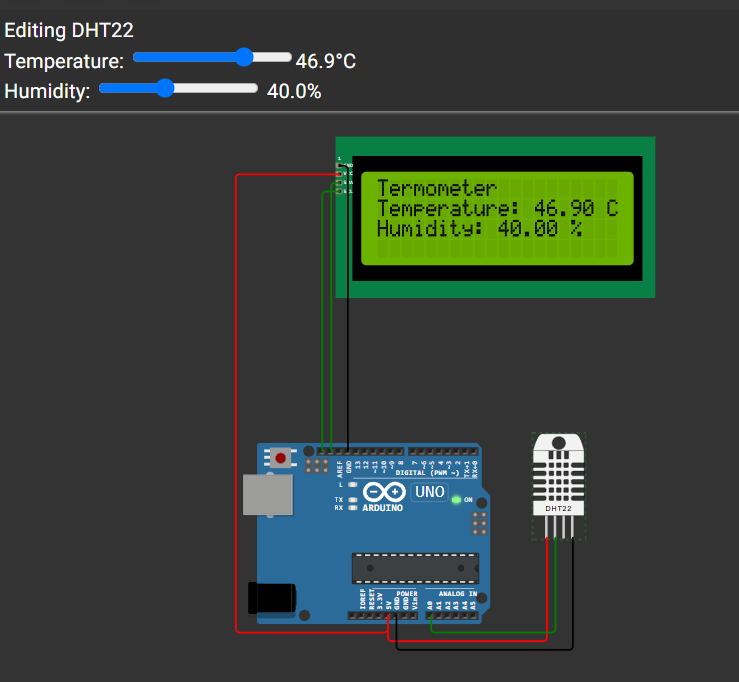 Editing DHT22
Temperature: 46.9°C
Humidity: 40.0%
1
Termometer
Temperature: 46.90 C
Humidity: 40.00 %
AREF
GND
13
12
~11
~10
~9
8
7
~6
~5
4
~3
2
TX→1
RX←0
DIGITAL (PWM ~)
L
TX
RX
UNO
ON
ARDUINO
DHT22
POWER
ANALOG IN
IOREF
RESET
3.3V
5V
GND
GND
Vin
A0
A1
A2
A3
A4
A5